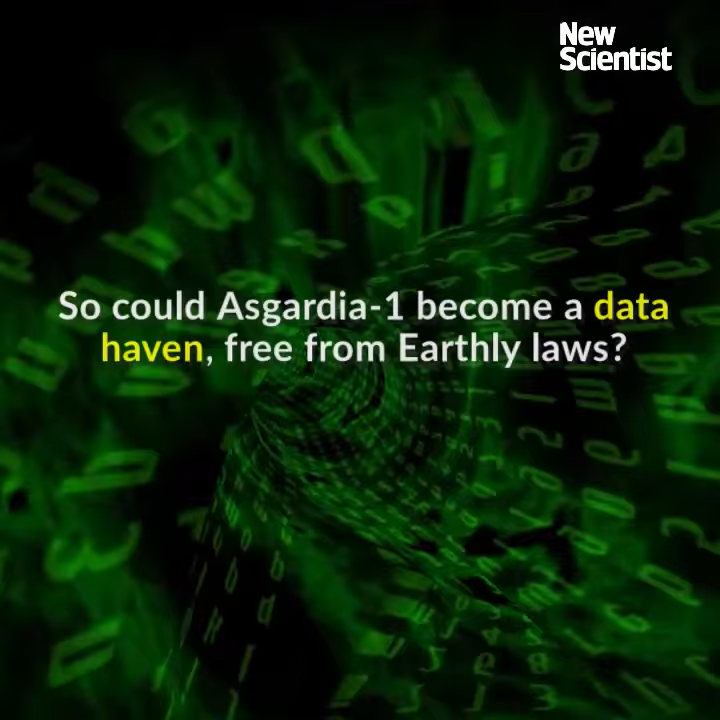 New
Scientist
So could Asgardia-1 become a data
haven, free from Earthly laws?